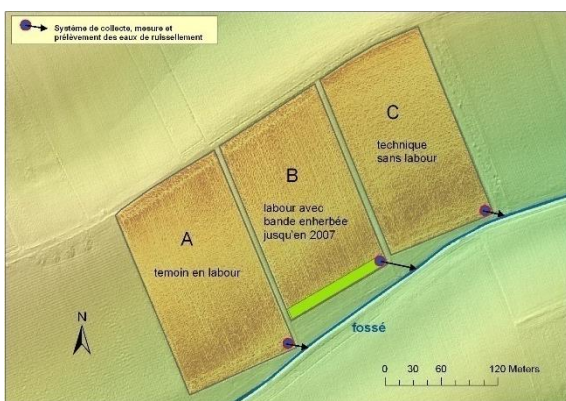 Système de collecte, mesure et
prélèvement des eaux de ruissellement
C
technique
sans labour
B
labour avec
bande enherbée
jusqu'en 2007
A
temoin en labour
N
fossé
0 30 60 120 Meters